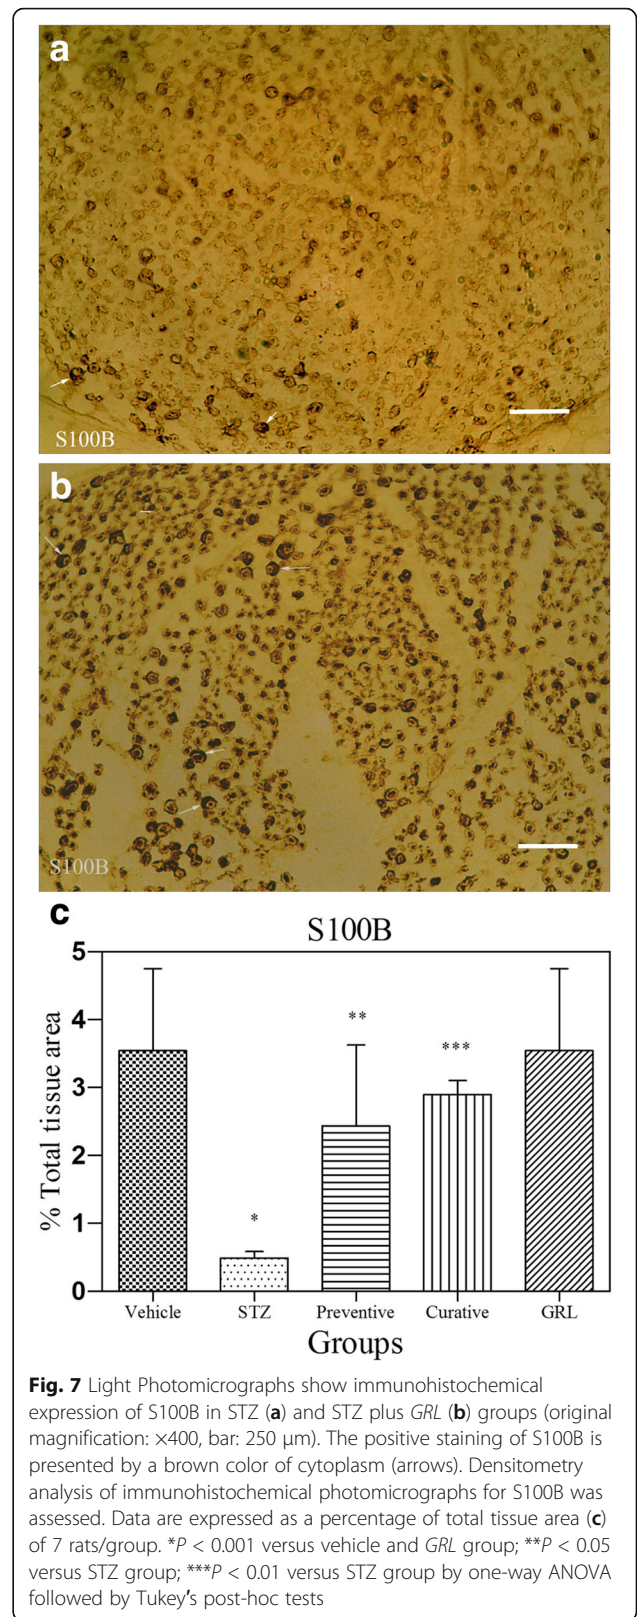 a
S100B
b
S100B
c
S100B
5
4
3
2
1
0
% Total tissue area
*
**
***
Vehicle STZ Preventive Curative GRL
Groups
Fig. 7 Light Photomicrographs show immunohistochemical
expression of S100B in STZ (a) and STZ plus GRL (b) groups (original
magnification: ×400, bar: 250 μm). The positive staining of S100B is
presented by a brown color of cytoplasm (arrows). Densitometry
analysis of immunohistochemical photomicrographs for S100B was
assessed. Data are expressed as a percentage of total tissue area (c)
of 7 rats/group. *P < 0.001 versus vehicle and GRL group; **P < 0.05
versus STZ group; ***P < 0.01 versus STZ group by one-way ANOVA
followed by Tukey's post-hoc tests